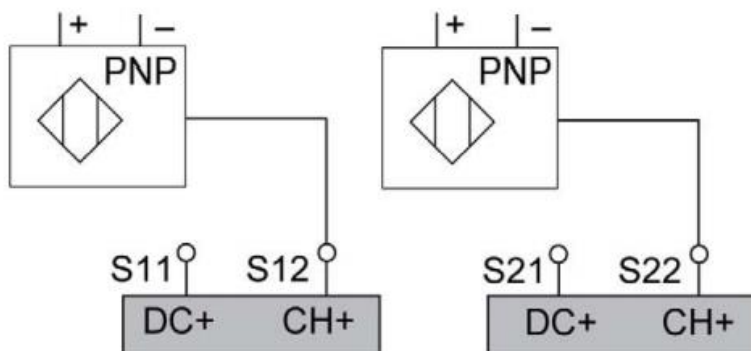 + − + −
PNP PNP
S11 S12 S21 S22
DC+ CH+ DC+ CH+